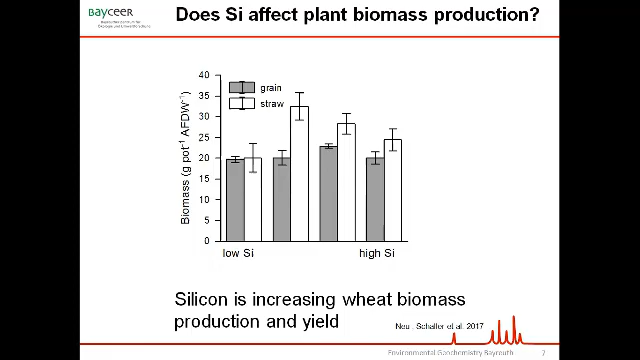 BAYCEER
Does Si affect plant biomass production?
40
35
30
25
20
15
10
5
0
Biomass (g pot⁻¹ AFDW⁻¹)
grain
straw
low Si
high Si
Silicon is increasing wheat biomass
production and yield
Neu . Schaller et al. 2017
Environmental Geochemistry Bayreuth
7